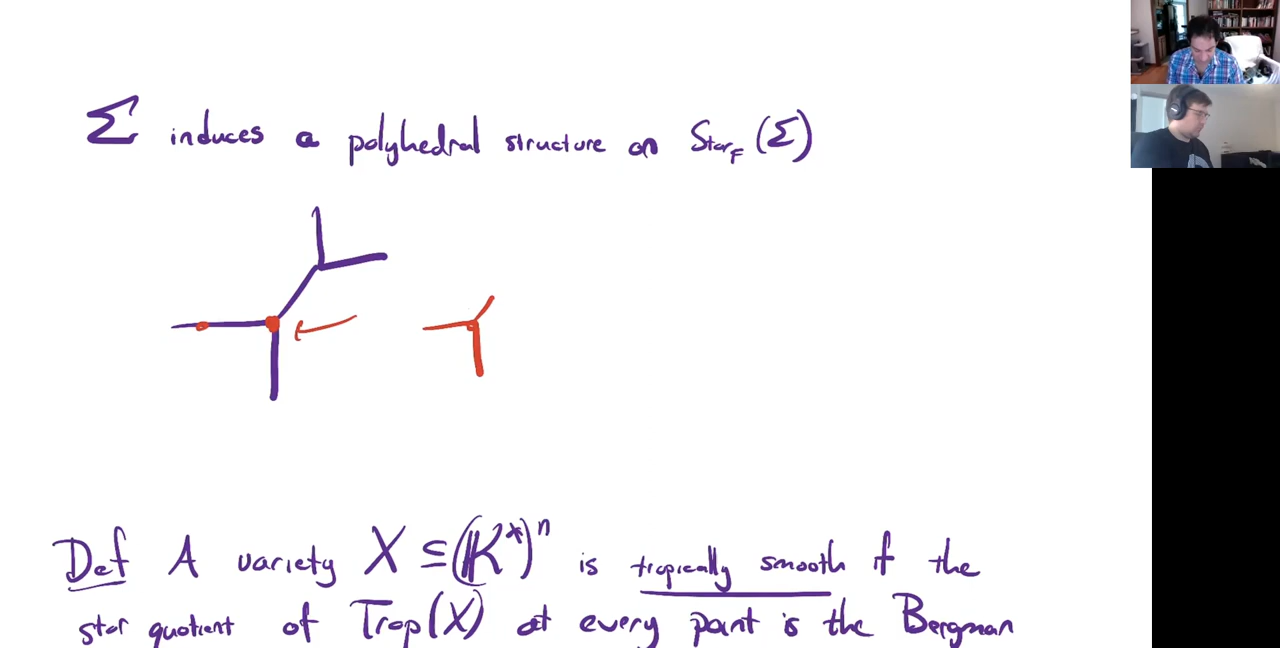 Σ induces a polyhedral structure on Star_F (Σ)
Def A variety X ⊆ (K*)^n is tropically smooth if the
star quotient of Trop(X) at every point is the Bergman